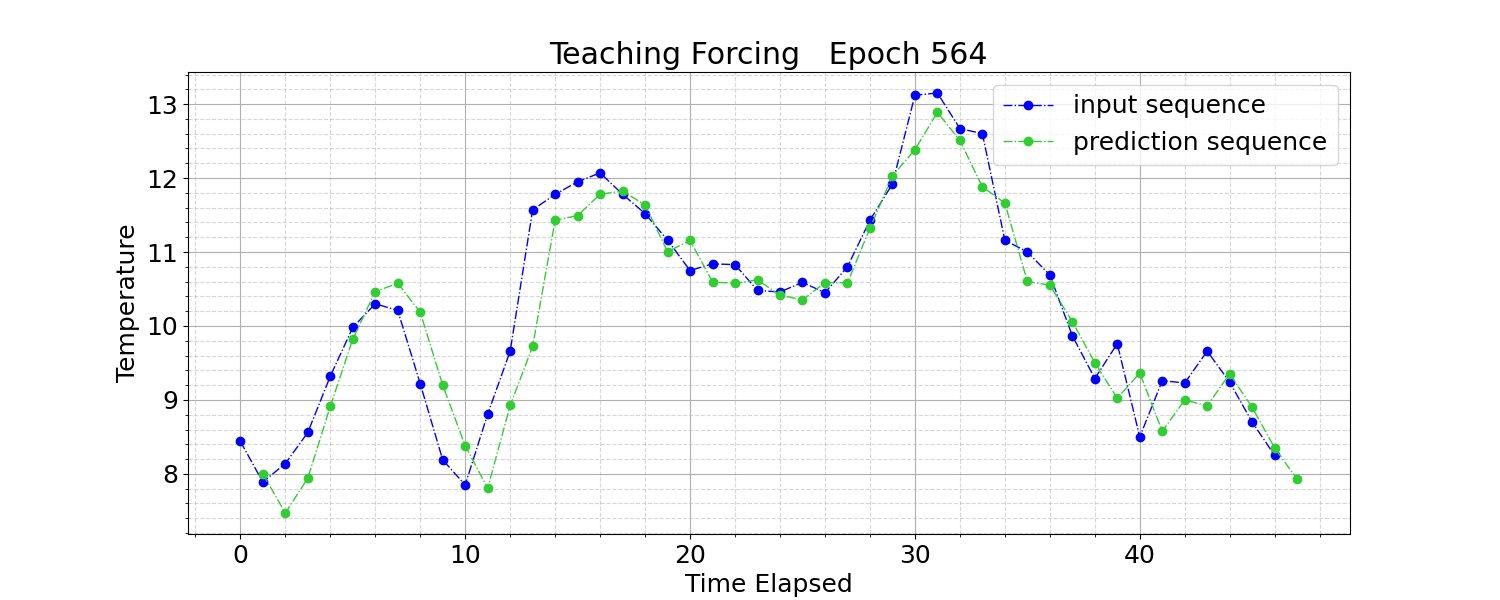 Teaching Forcing   Epoch 564
13
12
11
10
9
8
Temperature
input sequence
prediction sequence
0
10
20
30
40
Time Elapsed